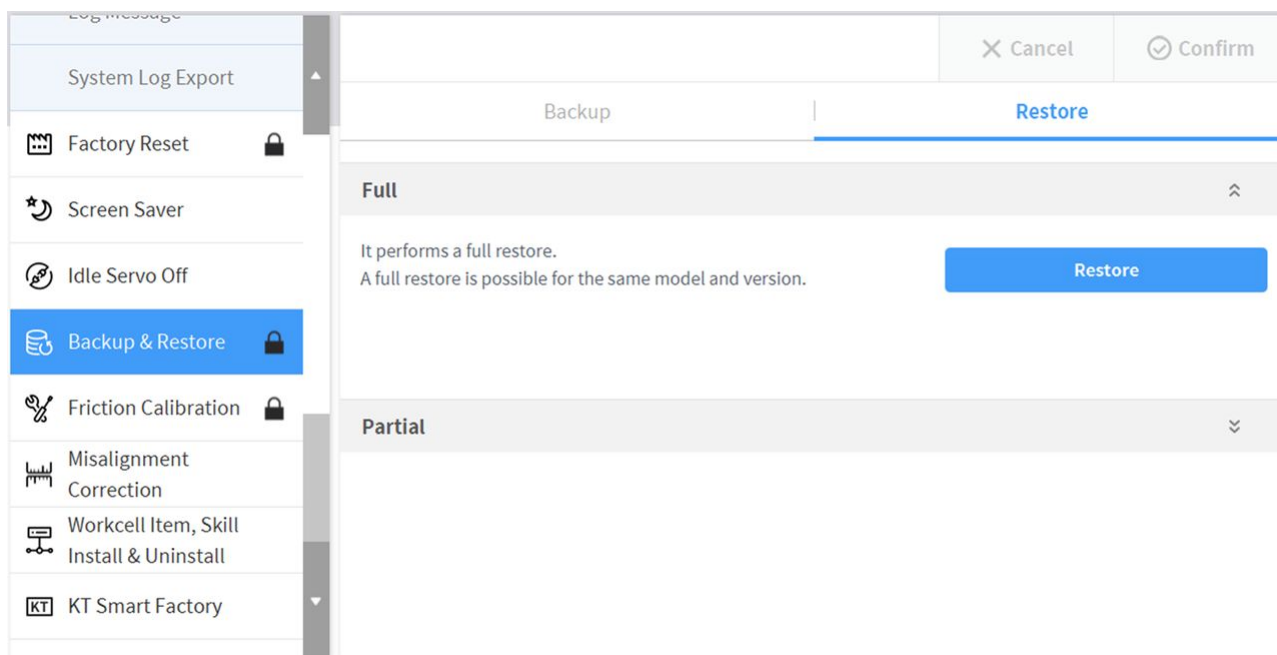 Log Message
System Log Export
Factory Reset
Screen Saver
Idle Servo Off
Backup & Restore
Friction Calibration
Misalignment
Correction
Workcell Item, Skill
Install & Uninstall
KT KT Smart Factory
Cancel
Confirm
Backup
Restore
Full
It performs a full restore.
A full restore is possible for the same model and version.
Restore
Partial